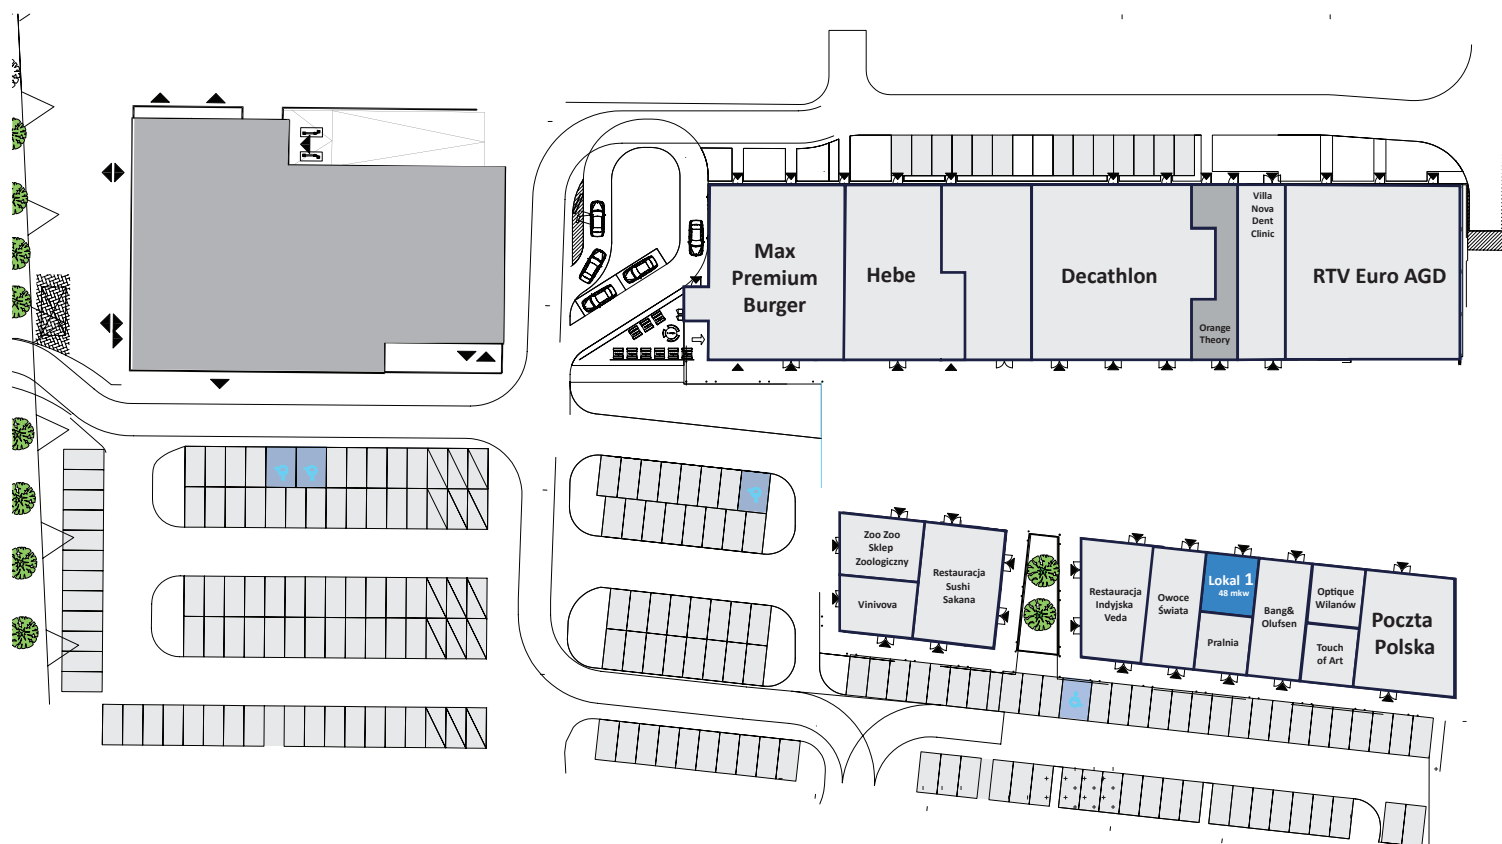 Max
Premium
Burger
Hebe
Decathlon
Orange
Theory
Villa
Nova
Dent
Clinic
RTV Euro AGD
Zoo Zoo
Sklep
Zoologiczny
Vinivova
Restauracja
Sushi
Sakana
Restauracja
Indyjska
Veda
Owoce
Świata
Lokal 1
48 mkw
Pralnia
Bang&
Olufsen
Optique
Wilanów
Touch
of Art
Poczta
Polska